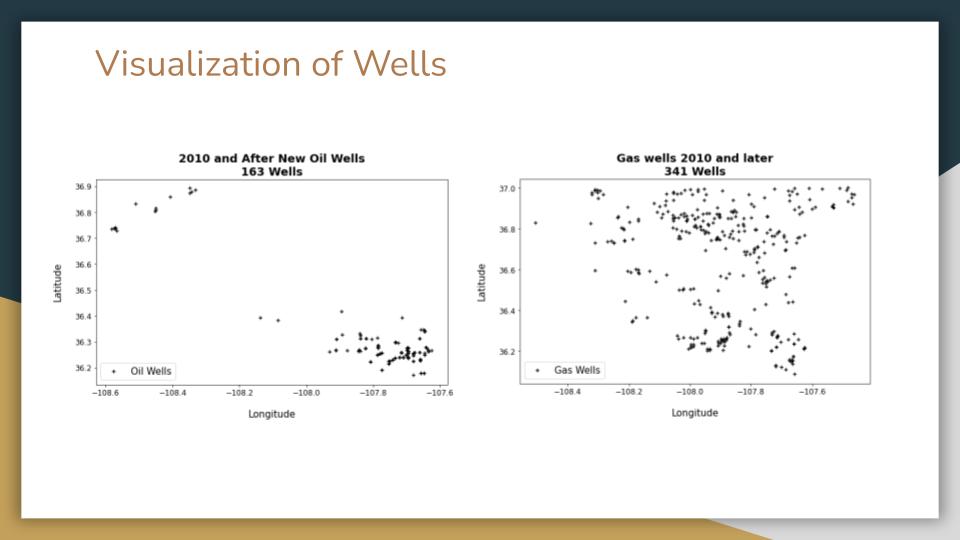 Visualization of Wells
2010 and After New Oil Wells
163 Wells
36.9
36.8
36.7
36.6
36.5
36.4
36.3
36.2
Latitude
Oil Wells
−108.6 −108.4 −108.2 −108.0 −107.8 −107.6
Longitude
Gas wells 2010 and later
341 Wells
37.0
36.8
36.6
36.4
36.2
Latitude
Gas Wells
−108.4 −108.2 −108.0 −107.8 −107.6
Longitude